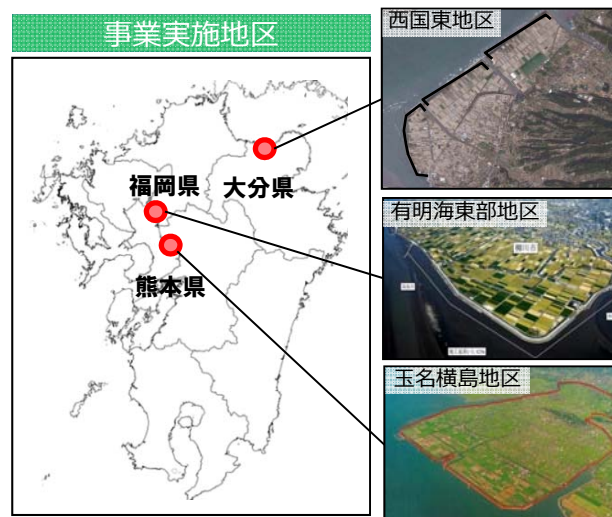 事業実施地区
福岡県
大分県
熊本県
西国東地区
有明海東部地区
玉名横島地区